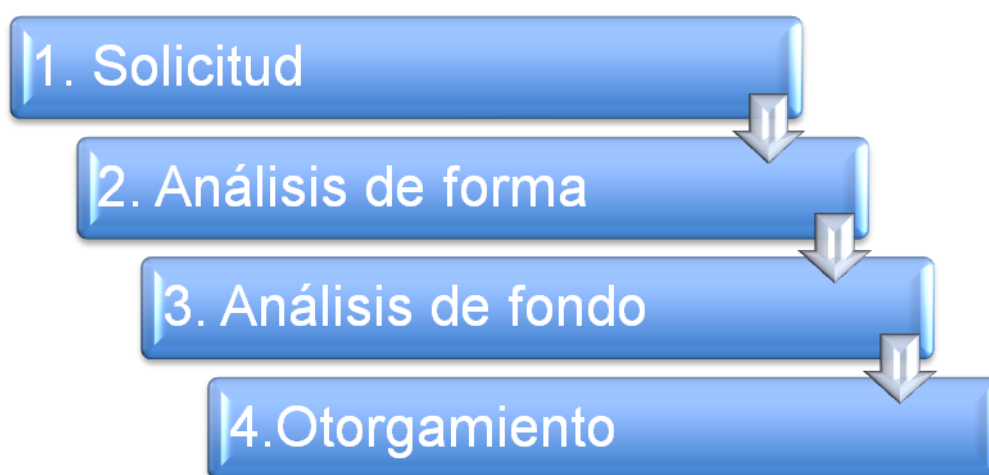 1. Solicitud
2. Análisis de forma
3. Análisis de fondo
4.Otorgamiento